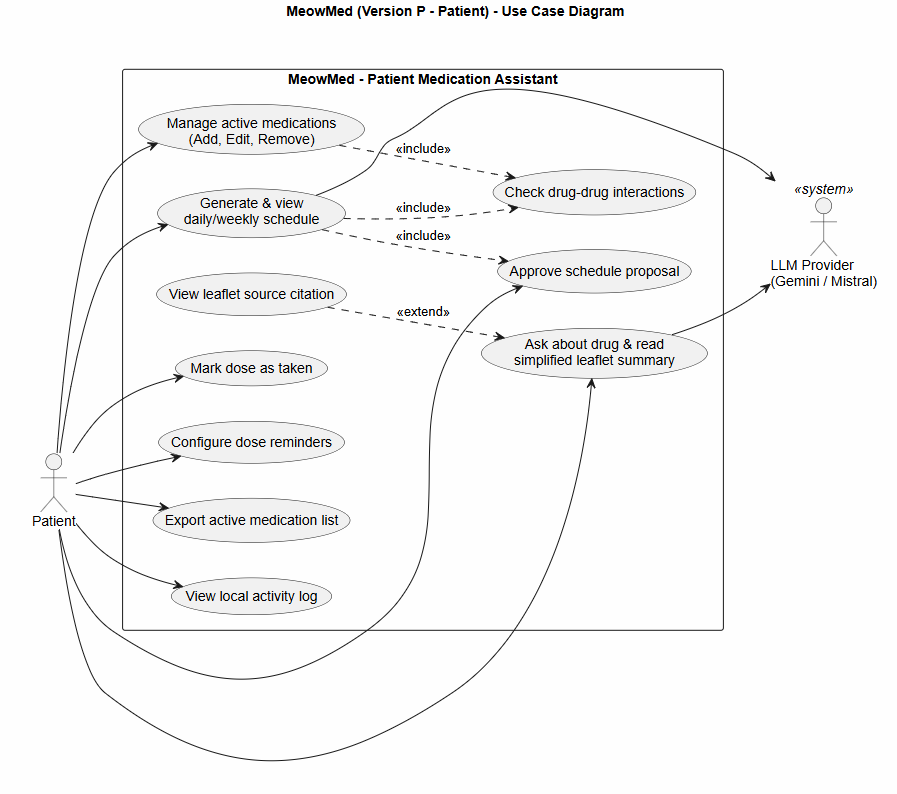 MeowMed (Version P - Patient) - Use Case Diagram
MeowMed - Patient Medication Assistant
Manage active medications
(Add, Edit, Remove)
«include»
Check drug-drug interactions
«system»
Generate & view
daily/weekly schedule
«include»
«include»
LLM Provider
(Gemini / Mistral)
Approve schedule proposal
View leaflet source citation
«extend»
Ask about drug & read
simplified leaflet summary
Mark dose as taken
Configure dose reminders
Patient
Export active medication list
View local activity log